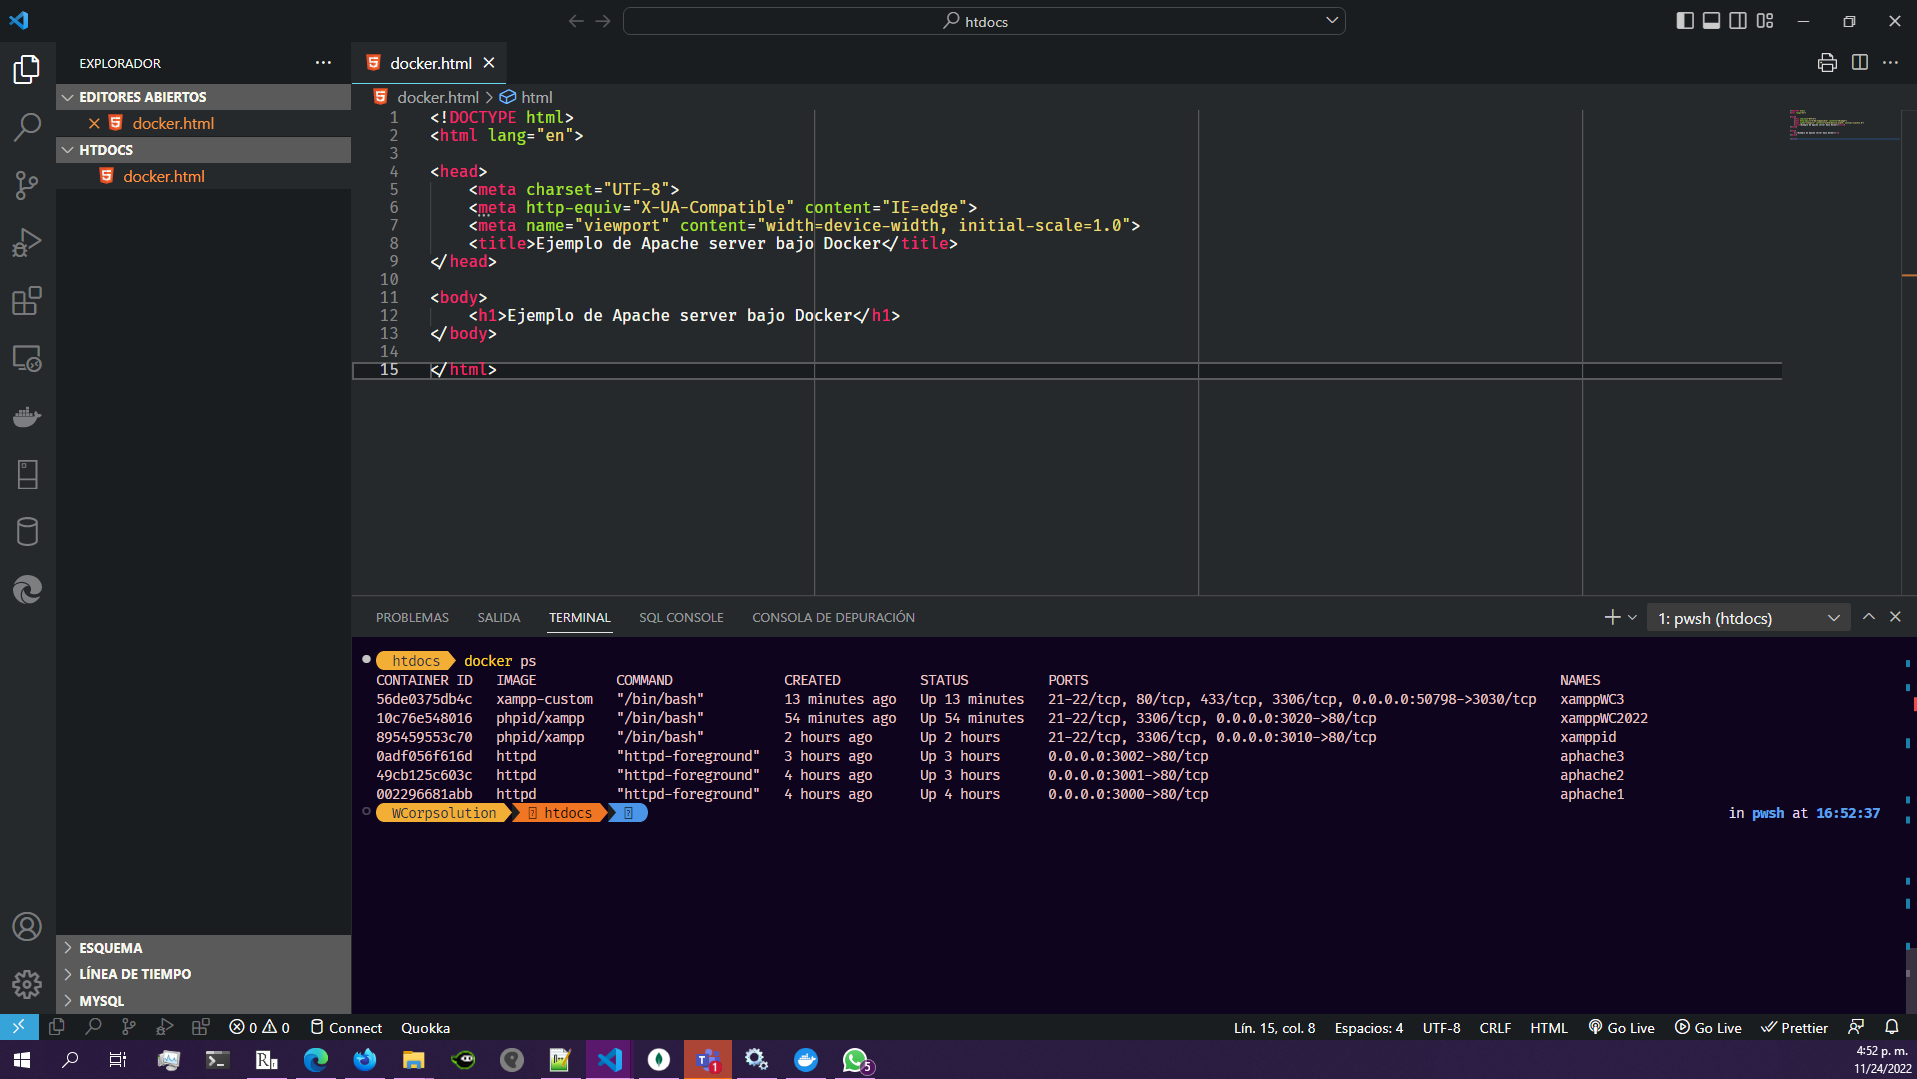 htdocs
EXPLORADOR
EDITORES ABIERTOS
docker.html
HTDOCS
docker.html
ESQUEMA
LÍNEA DE TIEMPO
MYSQL
docker.html
docker.html > html
1 <!DOCTYPE html>
2 <html lang="en">
3
4 <head>
5 <meta charset="UTF-8">
6 <meta http-equiv="X-UA-Compatible" content="IE=edge">
7 <meta name="viewport" content="width=device-width, initial-scale=1.0">
8 <title>Ejemplo de Apache server bajo Docker</title>
9 </head>
10
11 <body>
12 <h1>Ejemplo de Apache server bajo Docker</h1>
13 </body>
14
15 </html>
PROBLEMAS SALIDA TERMINAL SQL CONSOLE CONSOLA DE DEPURACIÓN 1: pwsh (htdocs)
htdocs docker ps
CONTAINER ID IMAGE COMMAND CREATED STATUS PORTS NAMES
56de0375db4c xampp-custom "/bin/bash" 13 minutes ago Up 13 minutes 21-22/tcp, 80/tcp, 433/tcp, 3306/tcp, 0.0.0.0:50798->3030/tcp xamppWC3
10c76e548016 phpid/xampp "/bin/bash" 54 minutes ago Up 54 minutes 21-22/tcp, 3306/tcp, 0.0.0.0:3020->80/tcp xamppWC2022
895459553c70 phpid/xampp "/bin/bash" 2 hours ago Up 2 hours 21-22/tcp, 3306/tcp, 0.0.0.0:3010->80/tcp xamppid
0adf056f616d httpd "httpd-foreground" 3 hours ago Up 3 hours 0.0.0.0:3002->80/tcp aphache3
49cb125c603c httpd "httpd-foreground" 4 hours ago Up 3 hours 0.0.0.0:3001->80/tcp aphache2
002296681abb httpd "httpd-foreground" 4 hours ago Up 4 hours 0.0.0.0:3000->80/tcp aphache1
WCorpsolution htdocs in pwsh at 16:52:37
0 0 Connect Quokka Lín. 15, col. 8 Espacios: 4 UTF-8 CRLF HTML Go Live Go Live Prettier
1 5 4:52 p. m.
11/24/2022